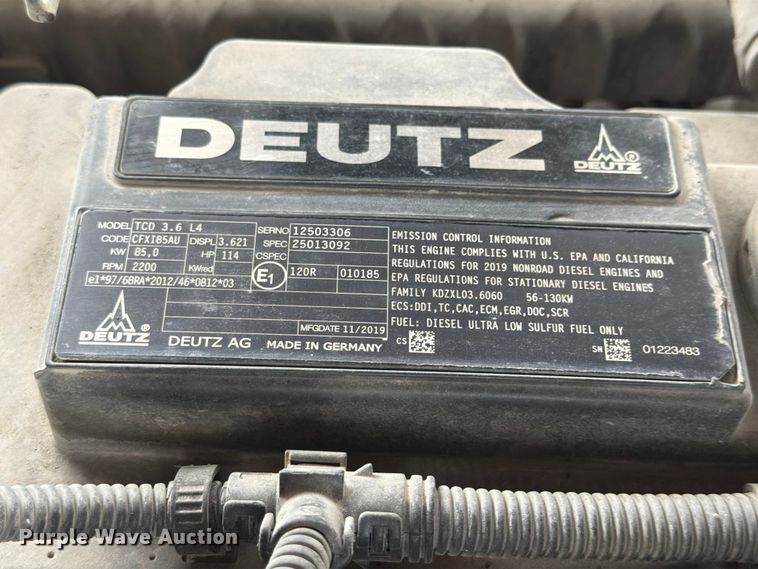 DEUTZ
DEUTZ ®
MODEL TCD 3.6 L4
CODE CFXI85AU DISPL 3.621
KW 85,0 HP 114
RPM 2200 KWred
e1*97/68RA*2012/46*0812*03
SERNO 12503306
SPEC 25013092
CSPEC
E1 120R 010185
MFGDATE 11/2019
DEUTZ
DEUTZ AG MADE IN GERMANY
EMISSION CONTROL INFORMATION
THIS ENGINE COMPLIES WITH U.S. EPA AND CALIFORNIA
REGULATIONS FOR 2019 NONROAD DIESEL ENGINES AND
EPA REGULATIONS FOR STATIONARY DIESEL ENGINES
FAMILY KDZXL03.6060 56-130KW
ECS:DDI,TC,CAC,ECM,EGR,DOC,SCR
FUEL: DIESEL ULTRA LOW SULFUR FUEL ONLY
CS SN 01223483
Purple Wave Auction